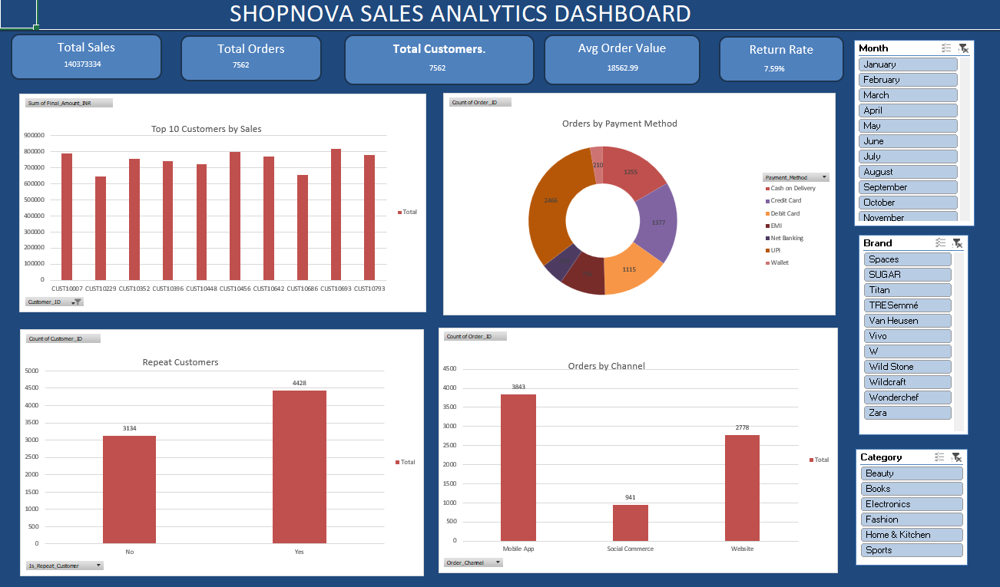 SHOPNOVA SALES ANALYTICS DASHBOARD
Total Sales
140373334
Total Orders
7562
Total Customers.
7562
Avg Order Value
18562.99
Return Rate
7.59%
Sum of Final_Amount_INR
Top 10 Customers by Sales
900000
800000
700000
600000
500000
400000
300000
200000
100000
0
CUST10007 CUST10229 CUST10352 CUST10396 CUST10448 CUST10456 CUST10642 CUST10686 CUST10693 CUST10793
Total
Customer_ID
Count of Order_ID
Orders by Payment Method
210
1255
2466
1377
1115
Payment_Method
Cash on Delivery
Credit Card
Debit Card
EMI
Net Banking
UPI
Wallet
Count of Customer_ID
Repeat Customers
5000
4500
4000
3500
3000
2500
2000
1500
1000
500
0
3134
4428
No
Yes
Total
Is_Repeat_Customer
Count of Order_ID
Orders by Channel
4500
4000
3500
3000
2500
2000
1500
1000
500
0
3843
941
2778
Mobile App
Social Commerce
Website
Total
Order_Channel
Month
January
February
March
April
May
June
July
August
September
October
November
Brand
Spaces
SUGAR
Titan
TRESemmé
Van Heusen
Vivo
W
Wild Stone
Wildcraft
Wonderchef
Zara
Category
Beauty
Books
Electronics
Fashion
Home & Kitchen
Sports